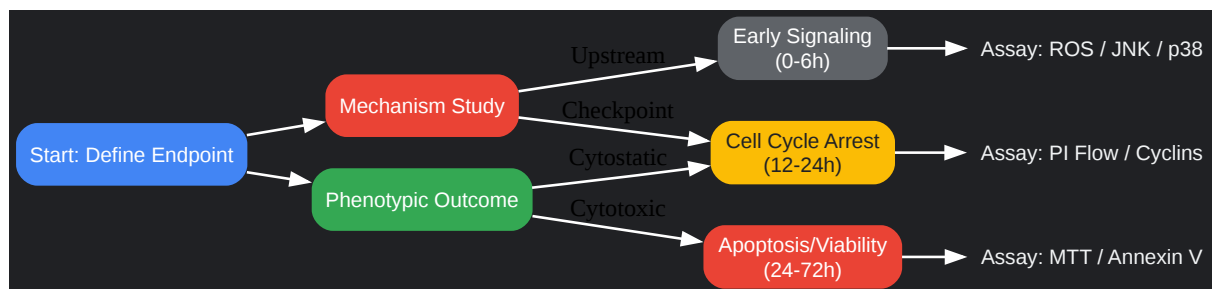 Start: Define Endpoint
Mechanism Study
Phenotypic Outcome
Upstream
Checkpoint
Cytostatic
Cytotoxic
Early Signaling
(0-6h)
Cell Cycle Arrest
(12-24h)
Apoptosis/Viability
(24-72h)
Assay: ROS / JNK / p38
Assay: PI Flow / Cyclins
Assay: MTT / Annexin V